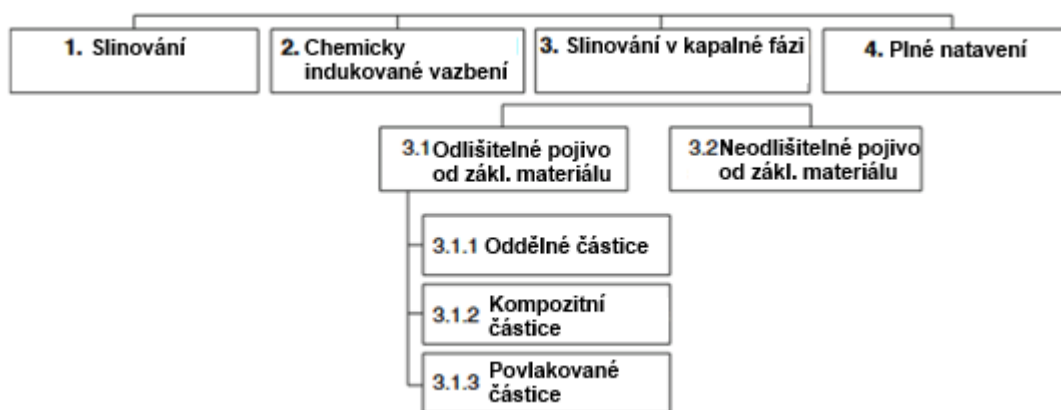 1. Slinování
2. Chemicky
indukované vazbení
3. Slinování v kapalné fázi
4. Plné natavení
3.1 Odlišitelné pojivo
od zákl. materiálu
3.2 Neodlišitelné pojivo
od zákl. materiálu
3.1.1 Oddělné částice
3.1.2 Kompozitní
částice
3.1.3 Povlakované
částice